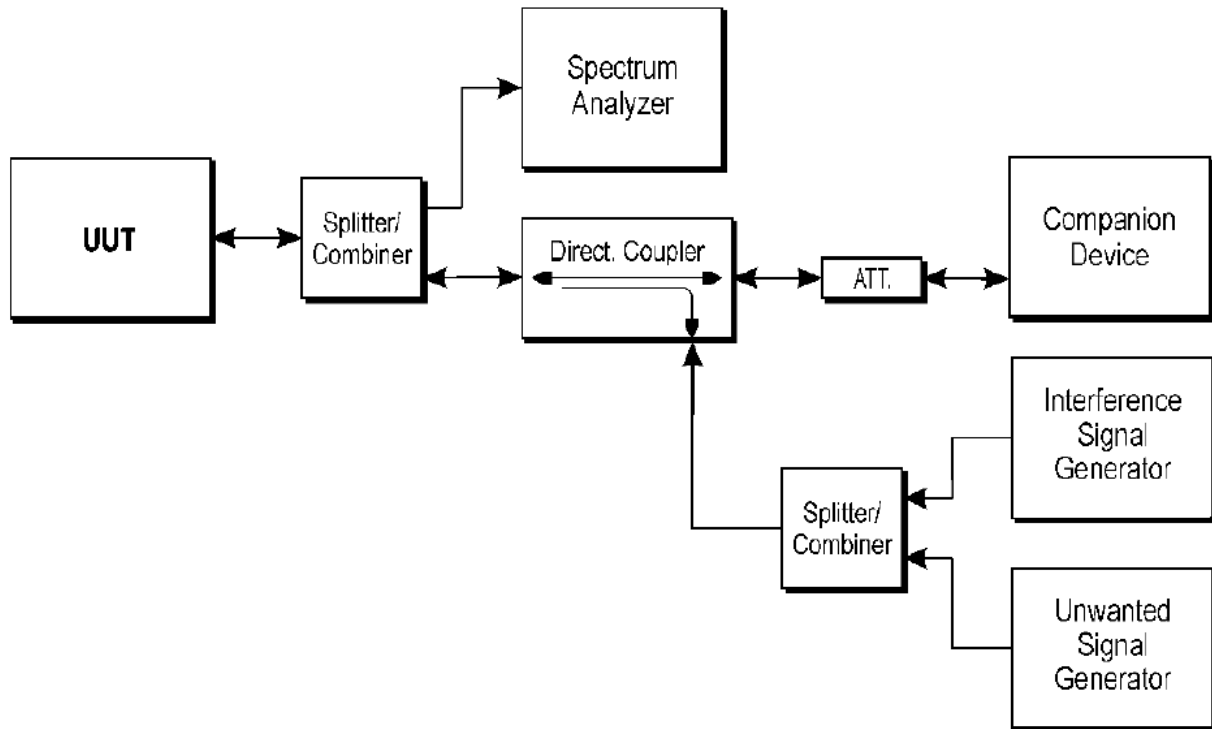 Spectrum
Analyzer
UUT
Splitter/
Combiner
Direct. Coupler
ATT.
Companion
Device
Interference
Signal
Generator
Splitter/
Combiner
Unwanted
Signal
Generator